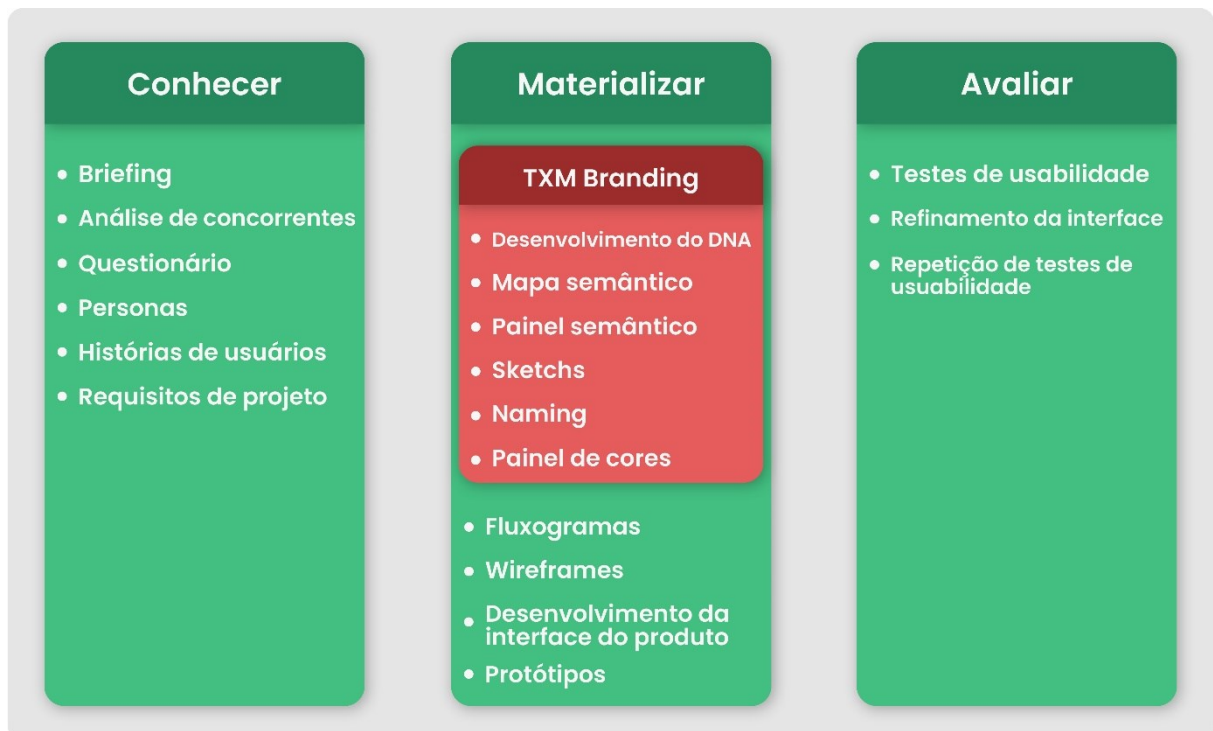 Conhecer
• Briefing
• Análise de concorrentes
• Questionário
• Personas
• Histórias de usuários
• Requisitos de projeto
Materializar
TXM Branding
• Desenvolvimento do DNA
• Mapa semântico
• Painel semântico
• Sketchs
• Naming
• Painel de cores
• Fluxogramas
• Wireframes
• Desenvolvimento da
interface do produto
• Protótipos
Avaliar
• Testes de usabilidade
• Refinamento da interface
• Repetição de testes de
usuabilidade